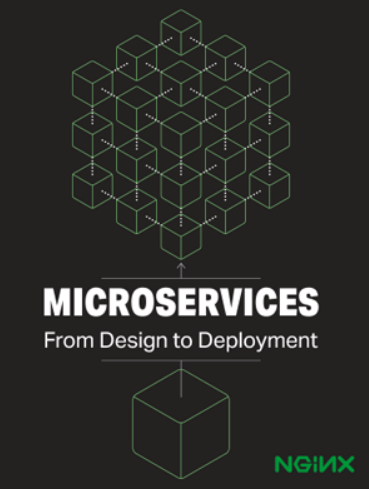 MICROSERVICES
From Design to Deployment
NGINX